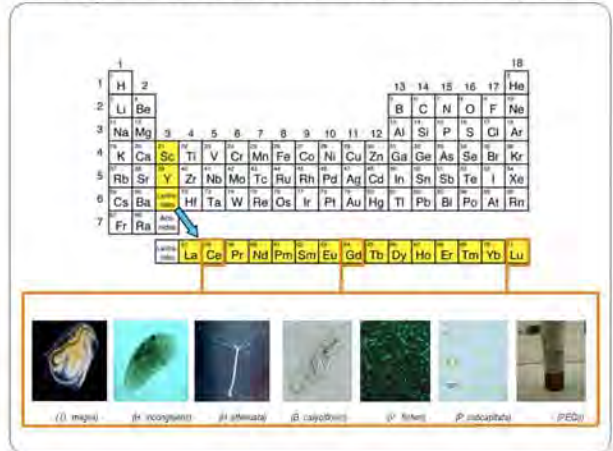 1 18
1 H 2 13 14 15 16 17 He
2 Li Be B C N O F Ne
3 Na Mg 3 4 5 6 7 8 9 10 11 12 Al Si P S Cl Ar
4 K Ca Sc Ti V Cr Mn Fe Co Ni Cu Zn Ga Ge As Se Br Kr
5 Rb Sr Y Zr Nb Mo Tc Ru Rh Pd Ag Cd In Sn Sb Te I Xe
6 Cs Ba Hf Ta W Re Os Ir Pt Au Hg Tl Pb Bi Po At Rn
7 Fr Ra
La Ce Pr Nd Pm Sm Eu Gd Tb Dy Ho Er Tm Yb Lu
(D. magna) (H. incongruens) (H. attenuata) (B. calyciflorus) (V. fischeri) (P. subcapitata)